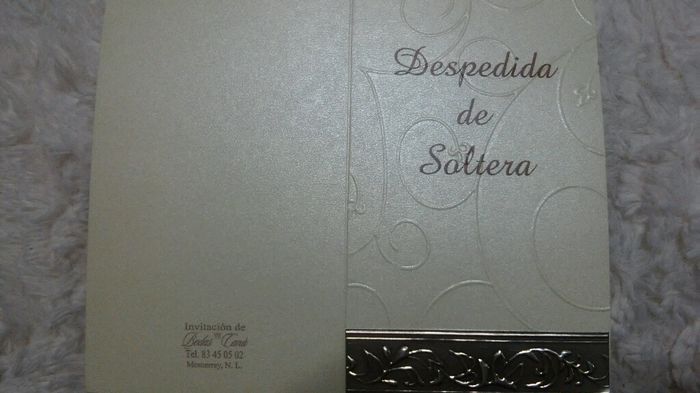 Despedida
de
Soltera
Invitación de
Bodas Card
Tel. 83 45 05 02
Monterrey, N. L.